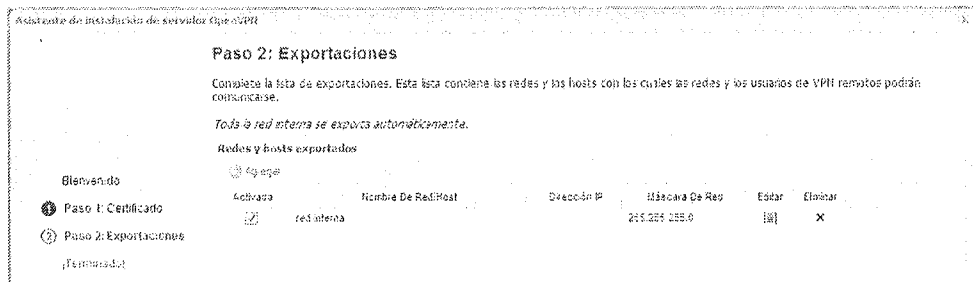 Asistente de instalación de servidor OpenVPN
Paso 2: Exportaciones
Complete la lista de exportaciones. Esta lista contiene las redes y los hosts con los cuales las redes y los usuarios de VPN remotos podrán
comunicarse.
Toda la red interna se exporta automáticamente.
Redes y hosts exportados
Agregar
Bienvenido
Activada Nombre De Red/Host Dirección IP Máscara De Red Editar Eliminar
1 Paso 1: Certificado
red interna 255.255.255.0
2 Paso 2: Exportaciones
¡Terminado!